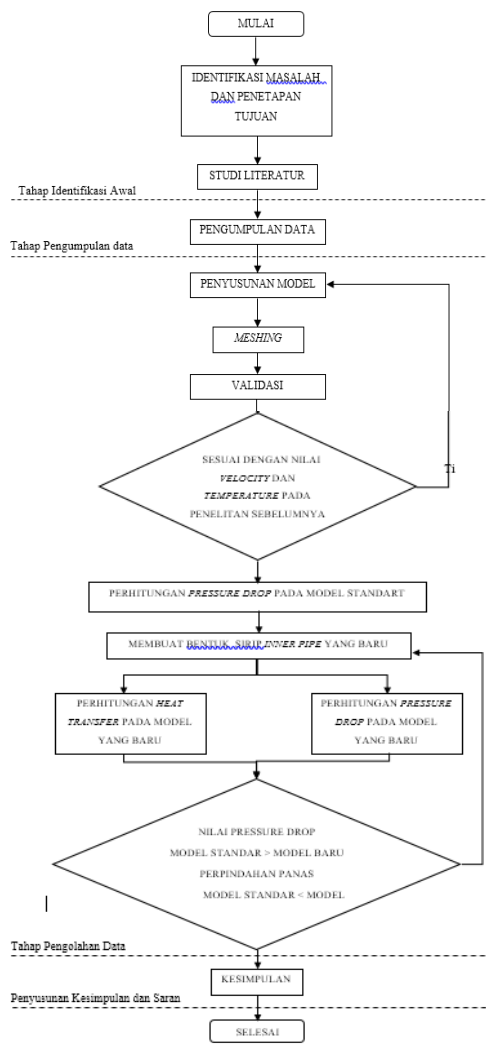 MULAI
IDENTIFIKASI MASALAH
DAN PENETAPAN
TUJUAN
STUDI LITERATUR
Tahap Identifikasi Awal
PENGUMPULAN DATA
Tahap Pengumpulan data
PENYUSUNAN MODEL
MESHING
VALIDASI
SESUAI DENGAN NILAI
VELOCITY DAN
TEMPERATURE PADA
PENELITAN SEBELUMNYA
Ti
PERHITUNGAN PRESSURE DROP PADA MODEL STANDART
MEMBUAT BENTUK SIRIP INNER PIPE YANG BARU
PERHITUNGAN HEAT
TRANSFER PADA MODEL
YANG BARU
PERHITUNGAN PRESSURE
DROP PADA MODEL
YANG BARU
NILAI PRESSURE DROP
MODEL STANDAR > MODEL BARU
PERPINDAHAN PANAS
MODEL STANDAR < MODEL
Tahap Pengolahan Data
KESIMPULAN
Penyusunan Kesimpulan dan Saran
SELESAI